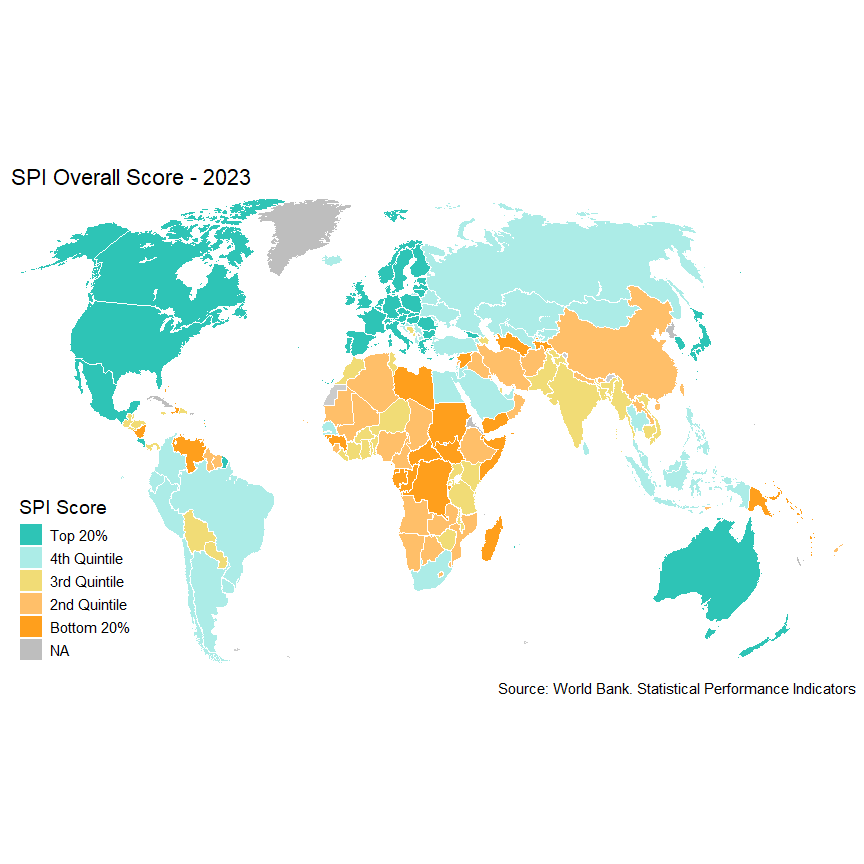 SPI Overall Score - 2023
SPI Score
Top 20%
4th Quintile
3rd Quintile
2nd Quintile
Bottom 20%
NA
Source: World Bank. Statistical Performance Indicators